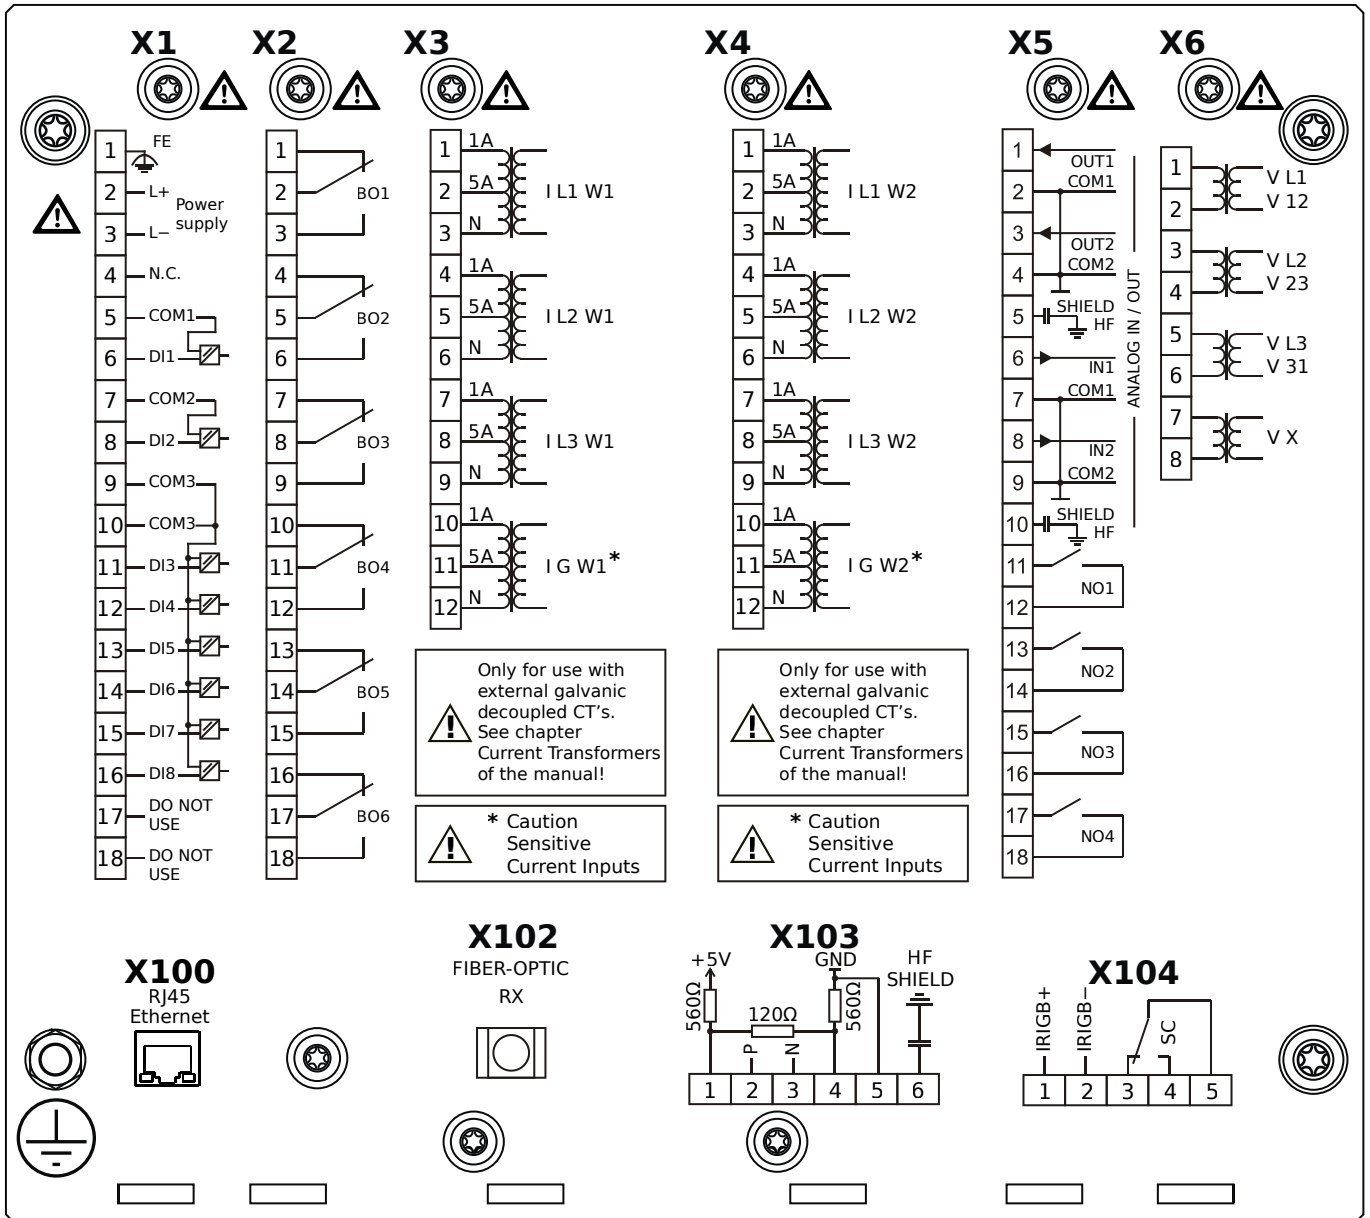 X1
X2
X3
X4
X5
X6
1
FE
2
L+
Power
supply
3
L−
4
N.C.
5
COM1
6
DI1
7
COM2
8
DI2
9
COM3
10
COM3
11
DI3
12
DI4
13
DI5
14
DI6
15
DI7
16
DI8
17
DO NOT
USE
18
DO NOT
USE
1
2
BO1
3
4
5
BO2
6
7
8
BO3
9
10
11
BO4
12
13
14
BO5
15
16
17
BO6
18
1
1A
2
5A
I L1 W1
3
N
4
1A
5
5A
I L2 W1
6
N
7
1A
8
5A
I L3 W1
9
N
10
1A
11
5A
I G W1*
12
N
Only for use with
external galvanic
decoupled CT's.
See chapter
Current Transformers
of the manual!
* Caution
Sensitive
Current Inputs
1
1A
2
5A
I L1 W2
3
N
4
1A
5
5A
I L2 W2
6
N
7
1A
8
5A
I L3 W2
9
N
10
1A
11
5A
I G W2*
12
N
Only for use with
external galvanic
decoupled CT's.
See chapter
Current Transformers
of the manual!
* Caution
Sensitive
Current Inputs
1
OUT1
2
COM1
3
OUT2
4
COM2
5
SHIELD
HF
6
IN1
7
COM1
8
IN2
9
COM2
10
SHIELD
HF
ANALOG IN / OUT
11
NO1
12
13
NO2
14
15
NO3
16
17
NO4
18
1
V L1
2
V 12
3
V L2
4
V 23
5
V L3
6
V 31
7
V X
8
X100
RJ45
Ethernet
X102
FIBER-OPTIC
RX
X103
+5V
GND
HF
SHIELD
560Ω
120Ω
560Ω
P
N
1
2
3
4
5
6
X104
IRIGB+
IRIGB−
SC
1
2
3
4
5